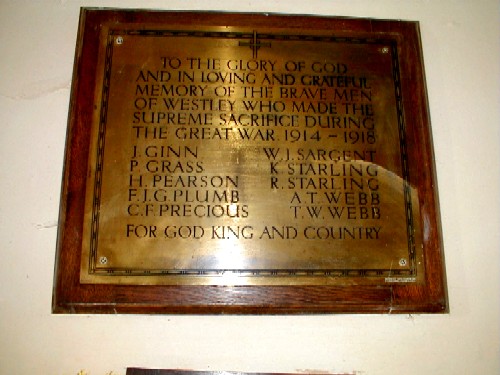 TO THE GLORY OF GOD
AND IN LOVING AND GRATEFUL
MEMORY OF THE BRAVE MEN
OF WESTLEY WHO MADE THE
SUPREME SACRIFICE DURING
THE GREAT WAR. 1914 - 1918
J. GINN W. J. SARGENT
P. GRASS K. STARLING
H. PEARSON R. STARLING
F. J. G. PLUMB A. T. WEBB
C. F. PRECIOUS T. W. WEBB
FOR GOD KING AND COUNTRY